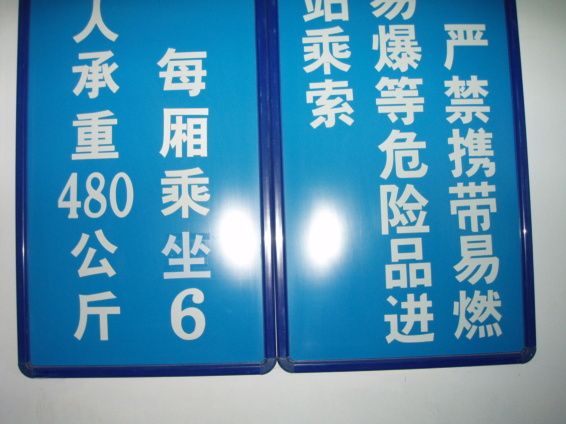 严禁携带易燃
易爆等危险品进
站乘索
每厢乘坐6
人承重480公斤